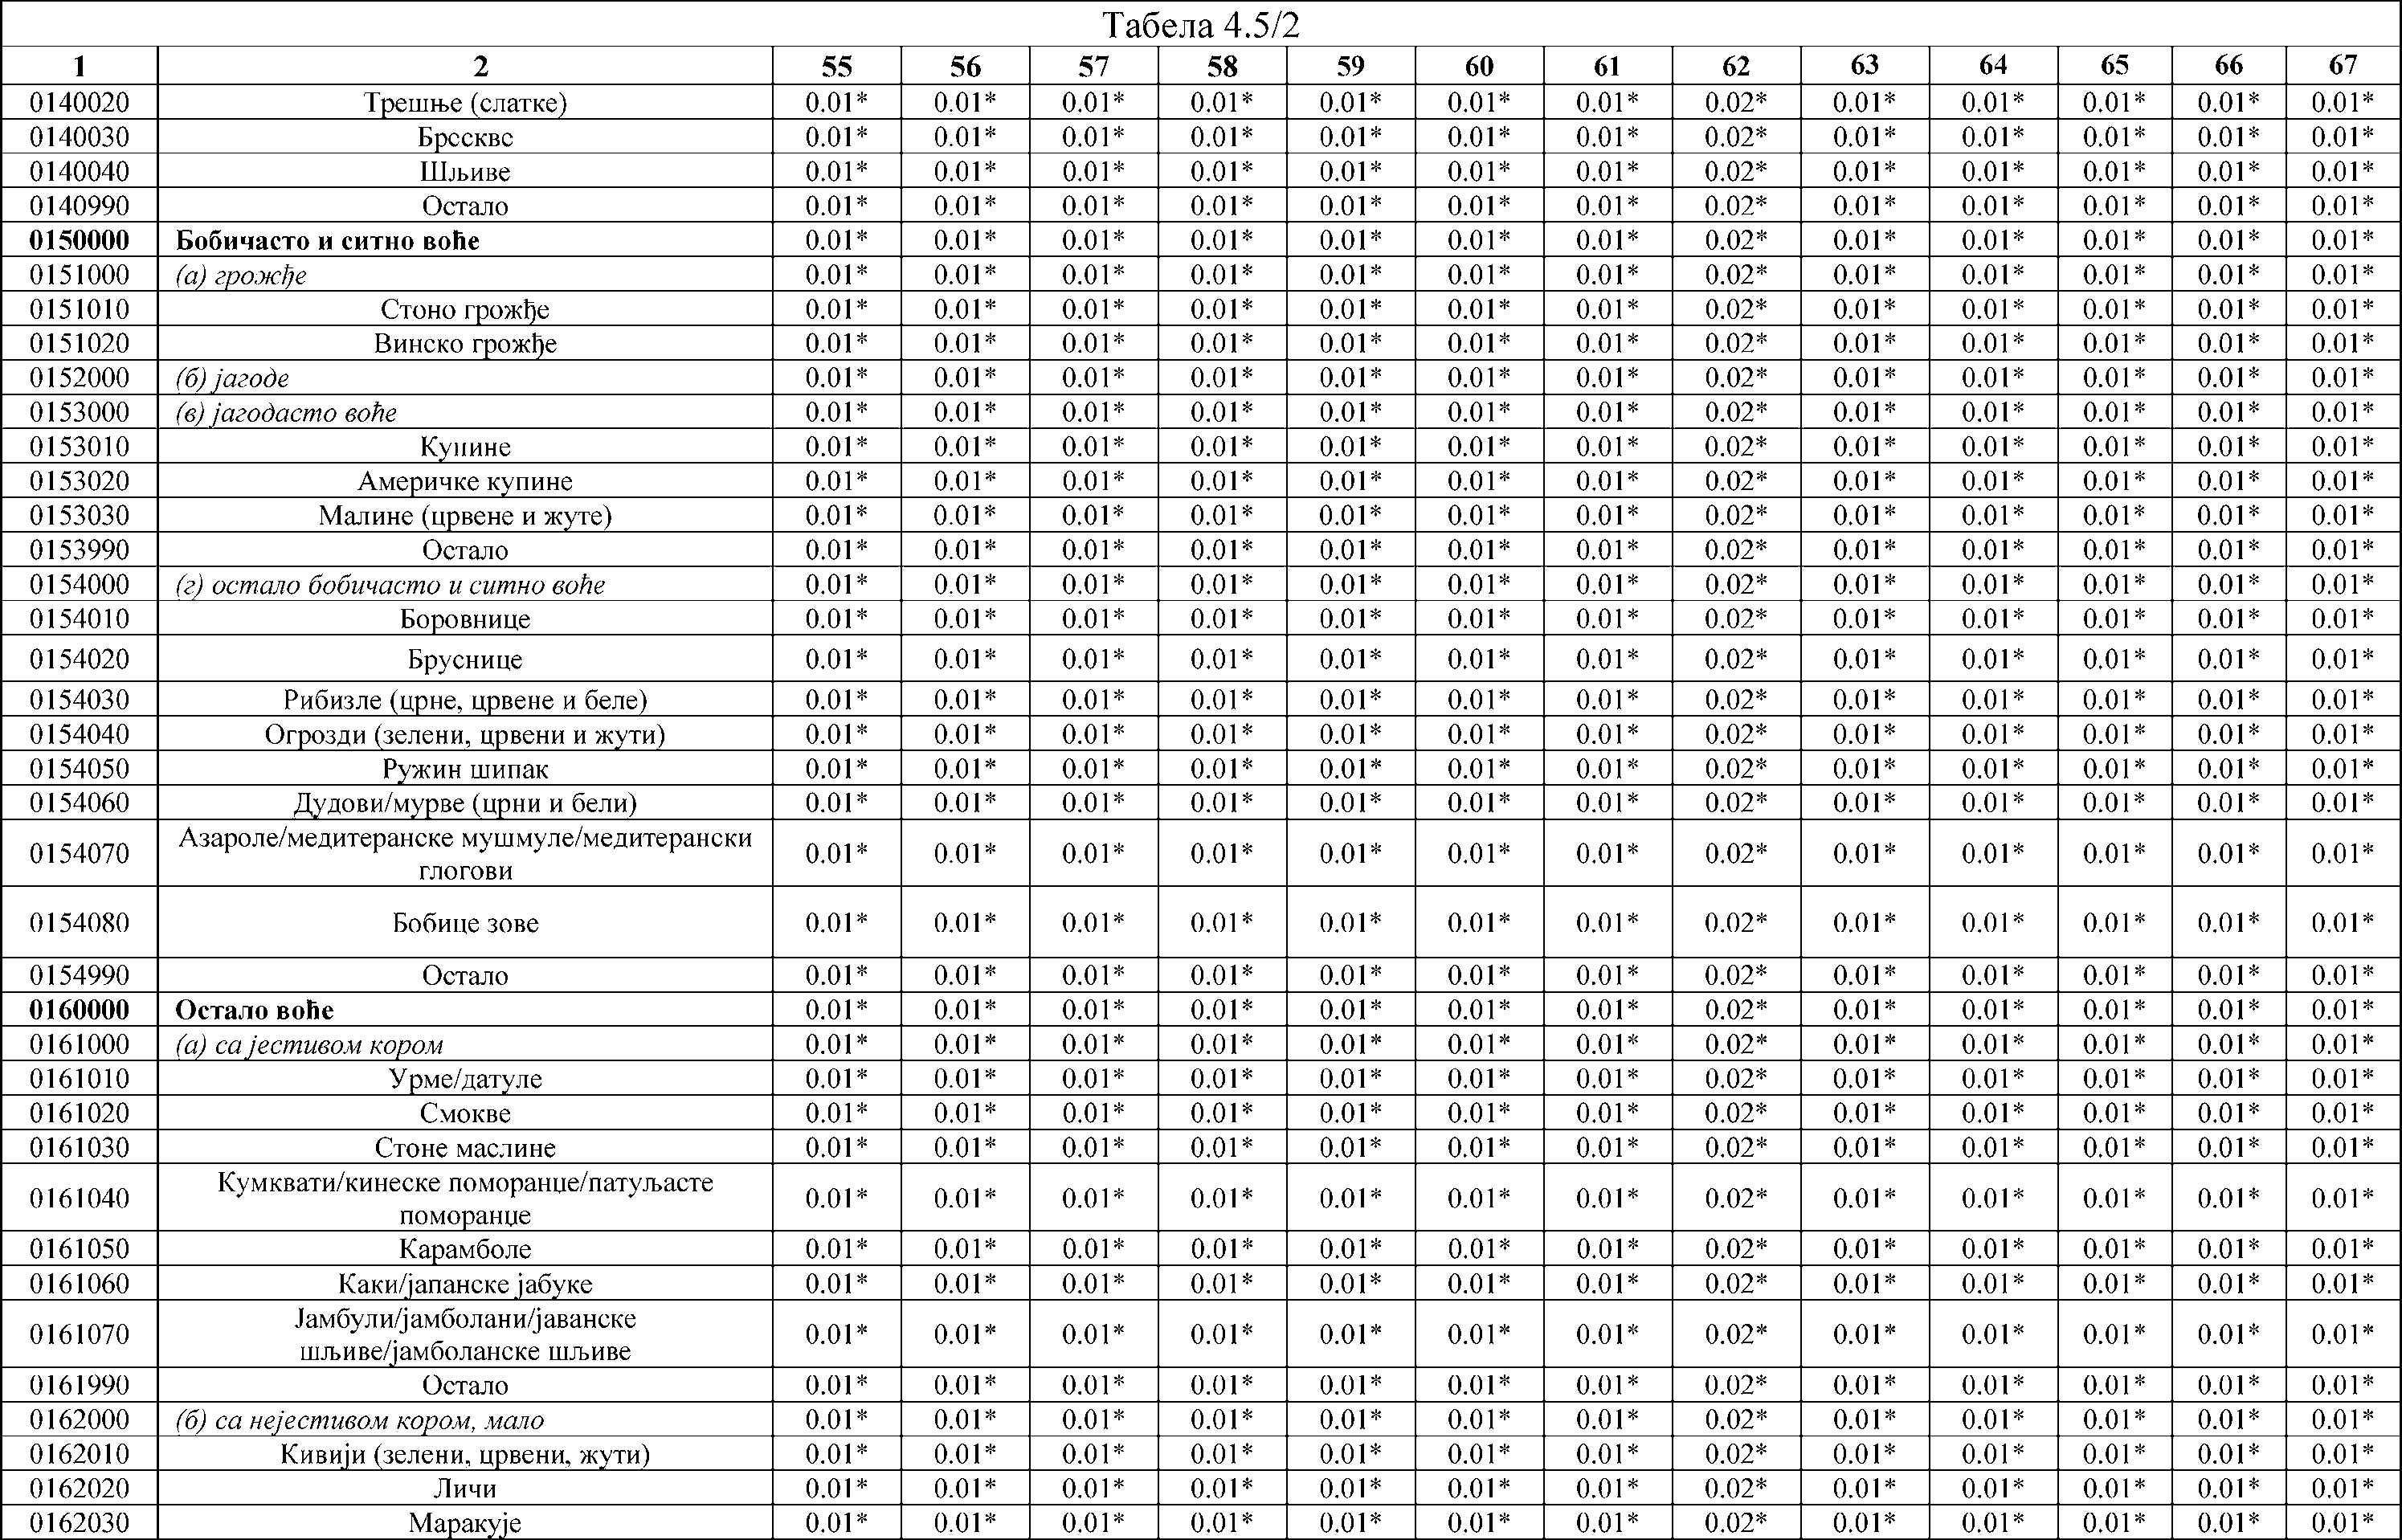 Табела 4.5/2
1 2 55 56 57 58 59 60 61 62 63 64 65 66 67
0140020 Трешње (слатке) 0.01* 0.01* 0.01* 0.01* 0.01* 0.01* 0.01* 0.02* 0.01* 0.01* 0.01* 0.01* 0.01*
0140030 Брескве 0.01* 0.01* 0.01* 0.01* 0.01* 0.01* 0.01* 0.02* 0.01* 0.01* 0.01* 0.01* 0.01*
0140040 Шљиве 0.01* 0.01* 0.01* 0.01* 0.01* 0.01* 0.01* 0.02* 0.01* 0.01* 0.01* 0.01* 0.01*
0140990 Остало 0.01* 0.01* 0.01* 0.01* 0.01* 0.01* 0.01* 0.02* 0.01* 0.01* 0.01* 0.01* 0.01*
0150000 Бобичасто и ситно воће 0.01* 0.01* 0.01* 0.01* 0.01* 0.01* 0.01* 0.02* 0.01* 0.01* 0.01* 0.01* 0.01*
0151000 (а) грожђе 0.01* 0.01* 0.01* 0.01* 0.01* 0.01* 0.01* 0.02* 0.01* 0.01* 0.01* 0.01* 0.01*
0151010 Стоно грожђе 0.01* 0.01* 0.01* 0.01* 0.01* 0.01* 0.01* 0.02* 0.01* 0.01* 0.01* 0.01* 0.01*
0151020 Винско грожђе 0.01* 0.01* 0.01* 0.01* 0.01* 0.01* 0.01* 0.02* 0.01* 0.01* 0.01* 0.01* 0.01*
0152000 (б) јагоде 0.01* 0.01* 0.01* 0.01* 0.01* 0.01* 0.01* 0.02* 0.01* 0.01* 0.01* 0.01* 0.01*
0153000 (в) јагодасто воће 0.01* 0.01* 0.01* 0.01* 0.01* 0.01* 0.01* 0.02* 0.01* 0.01* 0.01* 0.01* 0.01*
0153010 Купине 0.01* 0.01* 0.01* 0.01* 0.01* 0.01* 0.01* 0.02* 0.01* 0.01* 0.01* 0.01* 0.01*
0153020 Америчке купине 0.01* 0.01* 0.01* 0.01* 0.01* 0.01* 0.01* 0.02* 0.01* 0.01* 0.01* 0.01* 0.01*
0153030 Малине (црвене и жуте) 0.01* 0.01* 0.01* 0.01* 0.01* 0.01* 0.01* 0.02* 0.01* 0.01* 0.01* 0.01* 0.01*
0153990 Остало 0.01* 0.01* 0.01* 0.01* 0.01* 0.01* 0.01* 0.02* 0.01* 0.01* 0.01* 0.01* 0.01*
0154000 (г) остало бобичасто и ситно воће 0.01* 0.01* 0.01* 0.01* 0.01* 0.01* 0.01* 0.02* 0.01* 0.01* 0.01* 0.01* 0.01*
0154010 Боровнице 0.01* 0.01* 0.01* 0.01* 0.01* 0.01* 0.01* 0.02* 0.01* 0.01* 0.01* 0.01* 0.01*
0154020 Бруснице 0.01* 0.01* 0.01* 0.01* 0.01* 0.01* 0.01* 0.02* 0.01* 0.01* 0.01* 0.01* 0.01*
0154030 Рибизле (црне, црвене и беле) 0.01* 0.01* 0.01* 0.01* 0.01* 0.01* 0.01* 0.02* 0.01* 0.01* 0.01* 0.01* 0.01*
0154040 Огрозди (зелени, црвени и жути) 0.01* 0.01* 0.01* 0.01* 0.01* 0.01* 0.01* 0.02* 0.01* 0.01* 0.01* 0.01* 0.01*
0154050 Ружин шипак 0.01* 0.01* 0.01* 0.01* 0.01* 0.01* 0.01* 0.02* 0.01* 0.01* 0.01* 0.01* 0.01*
0154060 Дудови/мурве (црни и бели) 0.01* 0.01* 0.01* 0.01* 0.01* 0.01* 0.01* 0.02* 0.01* 0.01* 0.01* 0.01* 0.01*
Азароле/медитеранске мушмуле/медитерански
0154070 глогови 0.01* 0.01* 0.01* 0.01* 0.01* 0.01* 0.01* 0.02* 0.01* 0.01* 0.01* 0.01* 0.01*
0154080 Бобице зове 0.01* 0.01* 0.01* 0.01* 0.01* 0.01* 0.01* 0.02* 0.01* 0.01* 0.01* 0.01* 0.01*
0154990 Остало 0.01* 0.01* 0.01* 0.01* 0.01* 0.01* 0.01* 0.02* 0.01* 0.01* 0.01* 0.01* 0.01*
0160000 Остало воће 0.01* 0.01* 0.01* 0.01* 0.01* 0.01* 0.01* 0.02* 0.01* 0.01* 0.01* 0.01* 0.01*
0161000 (а) са јестивом кором 0.01* 0.01* 0.01* 0.01* 0.01* 0.01* 0.01* 0.02* 0.01* 0.01* 0.01* 0.01* 0.01*
0161010 Урме/датуле 0.01* 0.01* 0.01* 0.01* 0.01* 0.01* 0.01* 0.02* 0.01* 0.01* 0.01* 0.01* 0.01*
0161020 Смокве 0.01* 0.01* 0.01* 0.01* 0.01* 0.01* 0.01* 0.02* 0.01* 0.01* 0.01* 0.01* 0.01*
0161030 Стоне маслине 0.01* 0.01* 0.01* 0.01* 0.01* 0.01* 0.01* 0.02* 0.01* 0.01* 0.01* 0.01* 0.01*
Кумквати/кинеске поморанџе/патуљасте
0161040 поморанџе 0.01* 0.01* 0.01* 0.01* 0.01* 0.01* 0.01* 0.02* 0.01* 0.01* 0.01* 0.01* 0.01*
0161050 Карамболе 0.01* 0.01* 0.01* 0.01* 0.01* 0.01* 0.01* 0.02* 0.01* 0.01* 0.01* 0.01* 0.01*
0161060 Каки/јапанске јабуке 0.01* 0.01* 0.01* 0.01* 0.01* 0.01* 0.01* 0.02* 0.01* 0.01* 0.01* 0.01* 0.01*
Јамбули/јамболани/јаванске
0161070 шљиве/јамболанске шљиве 0.01* 0.01* 0.01* 0.01* 0.01* 0.01* 0.01* 0.02* 0.01* 0.01* 0.01* 0.01* 0.01*
0161990 Остало 0.01* 0.01* 0.01* 0.01* 0.01* 0.01* 0.01* 0.02* 0.01* 0.01* 0.01* 0.01* 0.01*
0162000 (б) са нејестивом кором, мало 0.01* 0.01* 0.01* 0.01* 0.01* 0.01* 0.01* 0.02* 0.01* 0.01* 0.01* 0.01* 0.01*
0162010 Кивији (зелени, црвени, жути) 0.01* 0.01* 0.01* 0.01* 0.01* 0.01* 0.01* 0.02* 0.01* 0.01* 0.01* 0.01* 0.01*
0162020 Личи 0.01* 0.01* 0.01* 0.01* 0.01* 0.01* 0.01* 0.02* 0.01* 0.01* 0.01* 0.01* 0.01*
0162030 Маракује 0.01* 0.01* 0.01* 0.01* 0.01* 0.01* 0.01* 0.02* 0.01* 0.01* 0.01* 0.01* 0.01*